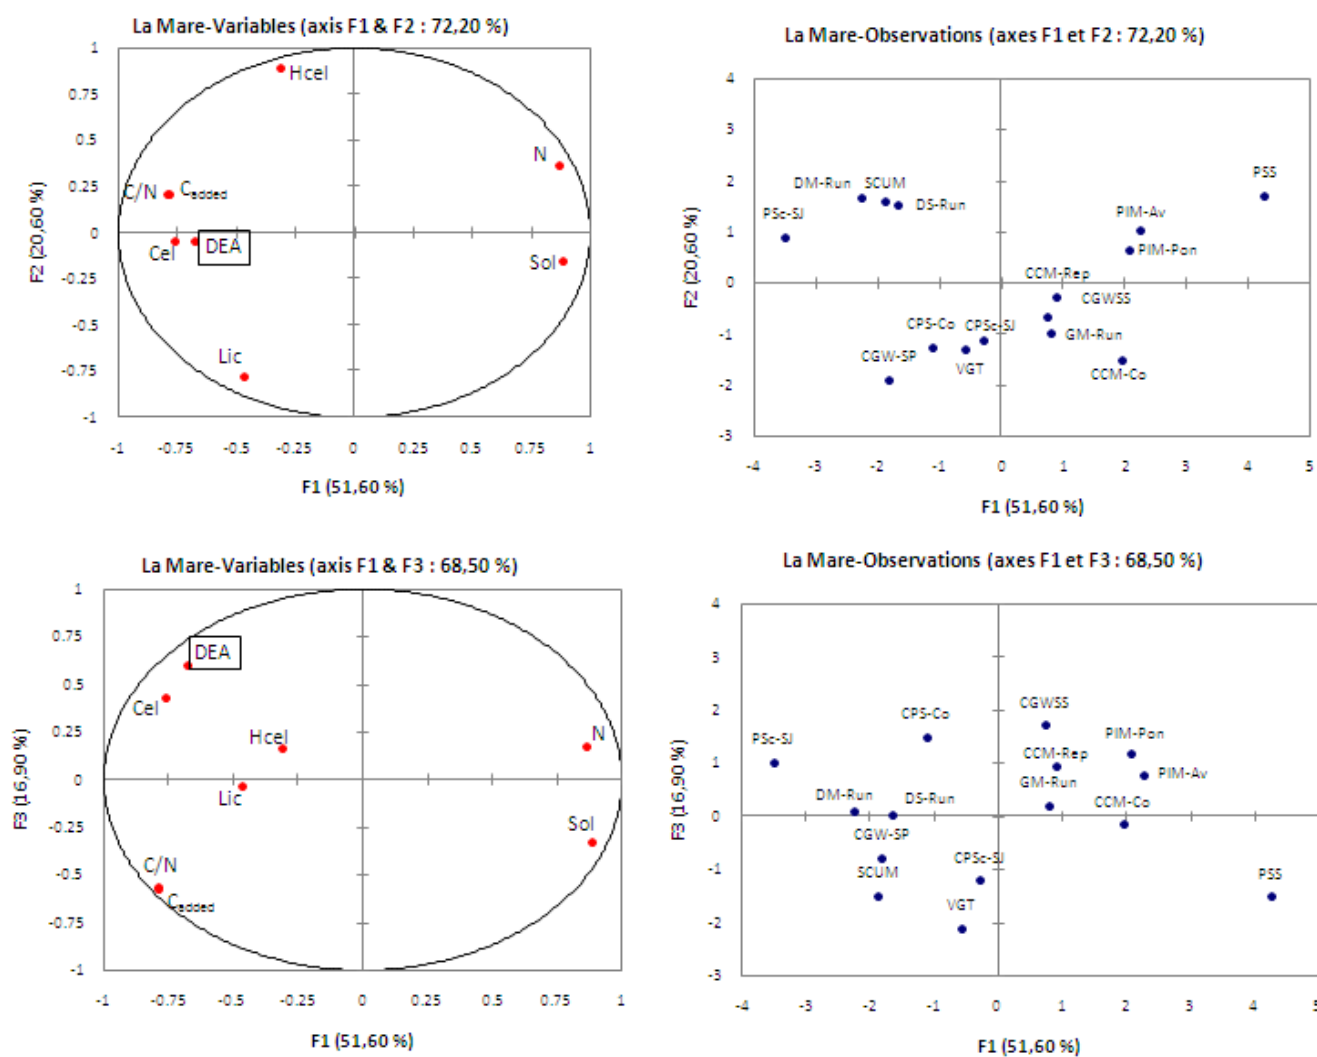 La Mare-Variables (axis F1 & F2 : 72,20 %)
1
0.75
0.5
0.25
0
-0.25
-0.5
-0.75
-1
F2 (20,60 %)
Hcel
N
C/N
Cadded
Cel
DEA
Sol
Lic
-1 -0.75 -0.5 -0.25 0 0.25 0.5 0.75 1
F1 (51,60 %)
La Mare-Observations (axes F1 et F2 : 72,20 %)
4
3
2
1
0
-1
-2
-3
F2 (20,60 %)
PSS
DM-Run
SCUM
DS-Run
PSc-SJ
PIM-Av
PIM-Pon
CCM-Rep
CGWSS
CPS-Co
CPSc-SJ
GM-Run
CGW-SP
VGT
CCM-Co
-4 -3 -2 -1 0 1 2 3 4 5
F1 (51,60 %)
La Mare-Variables (axis F1 & F3 : 68,50 %)
1
0.75
0.5
0.25
0
-0.25
-0.5
-0.75
-1
F3 (16,90 %)
DEA
Cel
Hcel
N
Lic
Sol
C/N
Cadded
-1 -0.75 -0.5 -0.25 0 0.25 0.5 0.75 1
F1 (51,60 %)
La Mare-Observations (axes F1 et F3 : 68,50 %)
4
3
2
1
0
-1
-2
-3
F3 (16,90 %)
CGWSS
CPS-Co
PIM-Pon
PSc-SJ
CCM-Rep
PIM-Av
GM-Run
DM-Run
DS-Run
CCM-Co
CGW-SP
CPSc-SJ
SCUM
PSS
VGT
-4 -3 -2 -1 0 1 2 3 4 5
F1 (51,60 %)